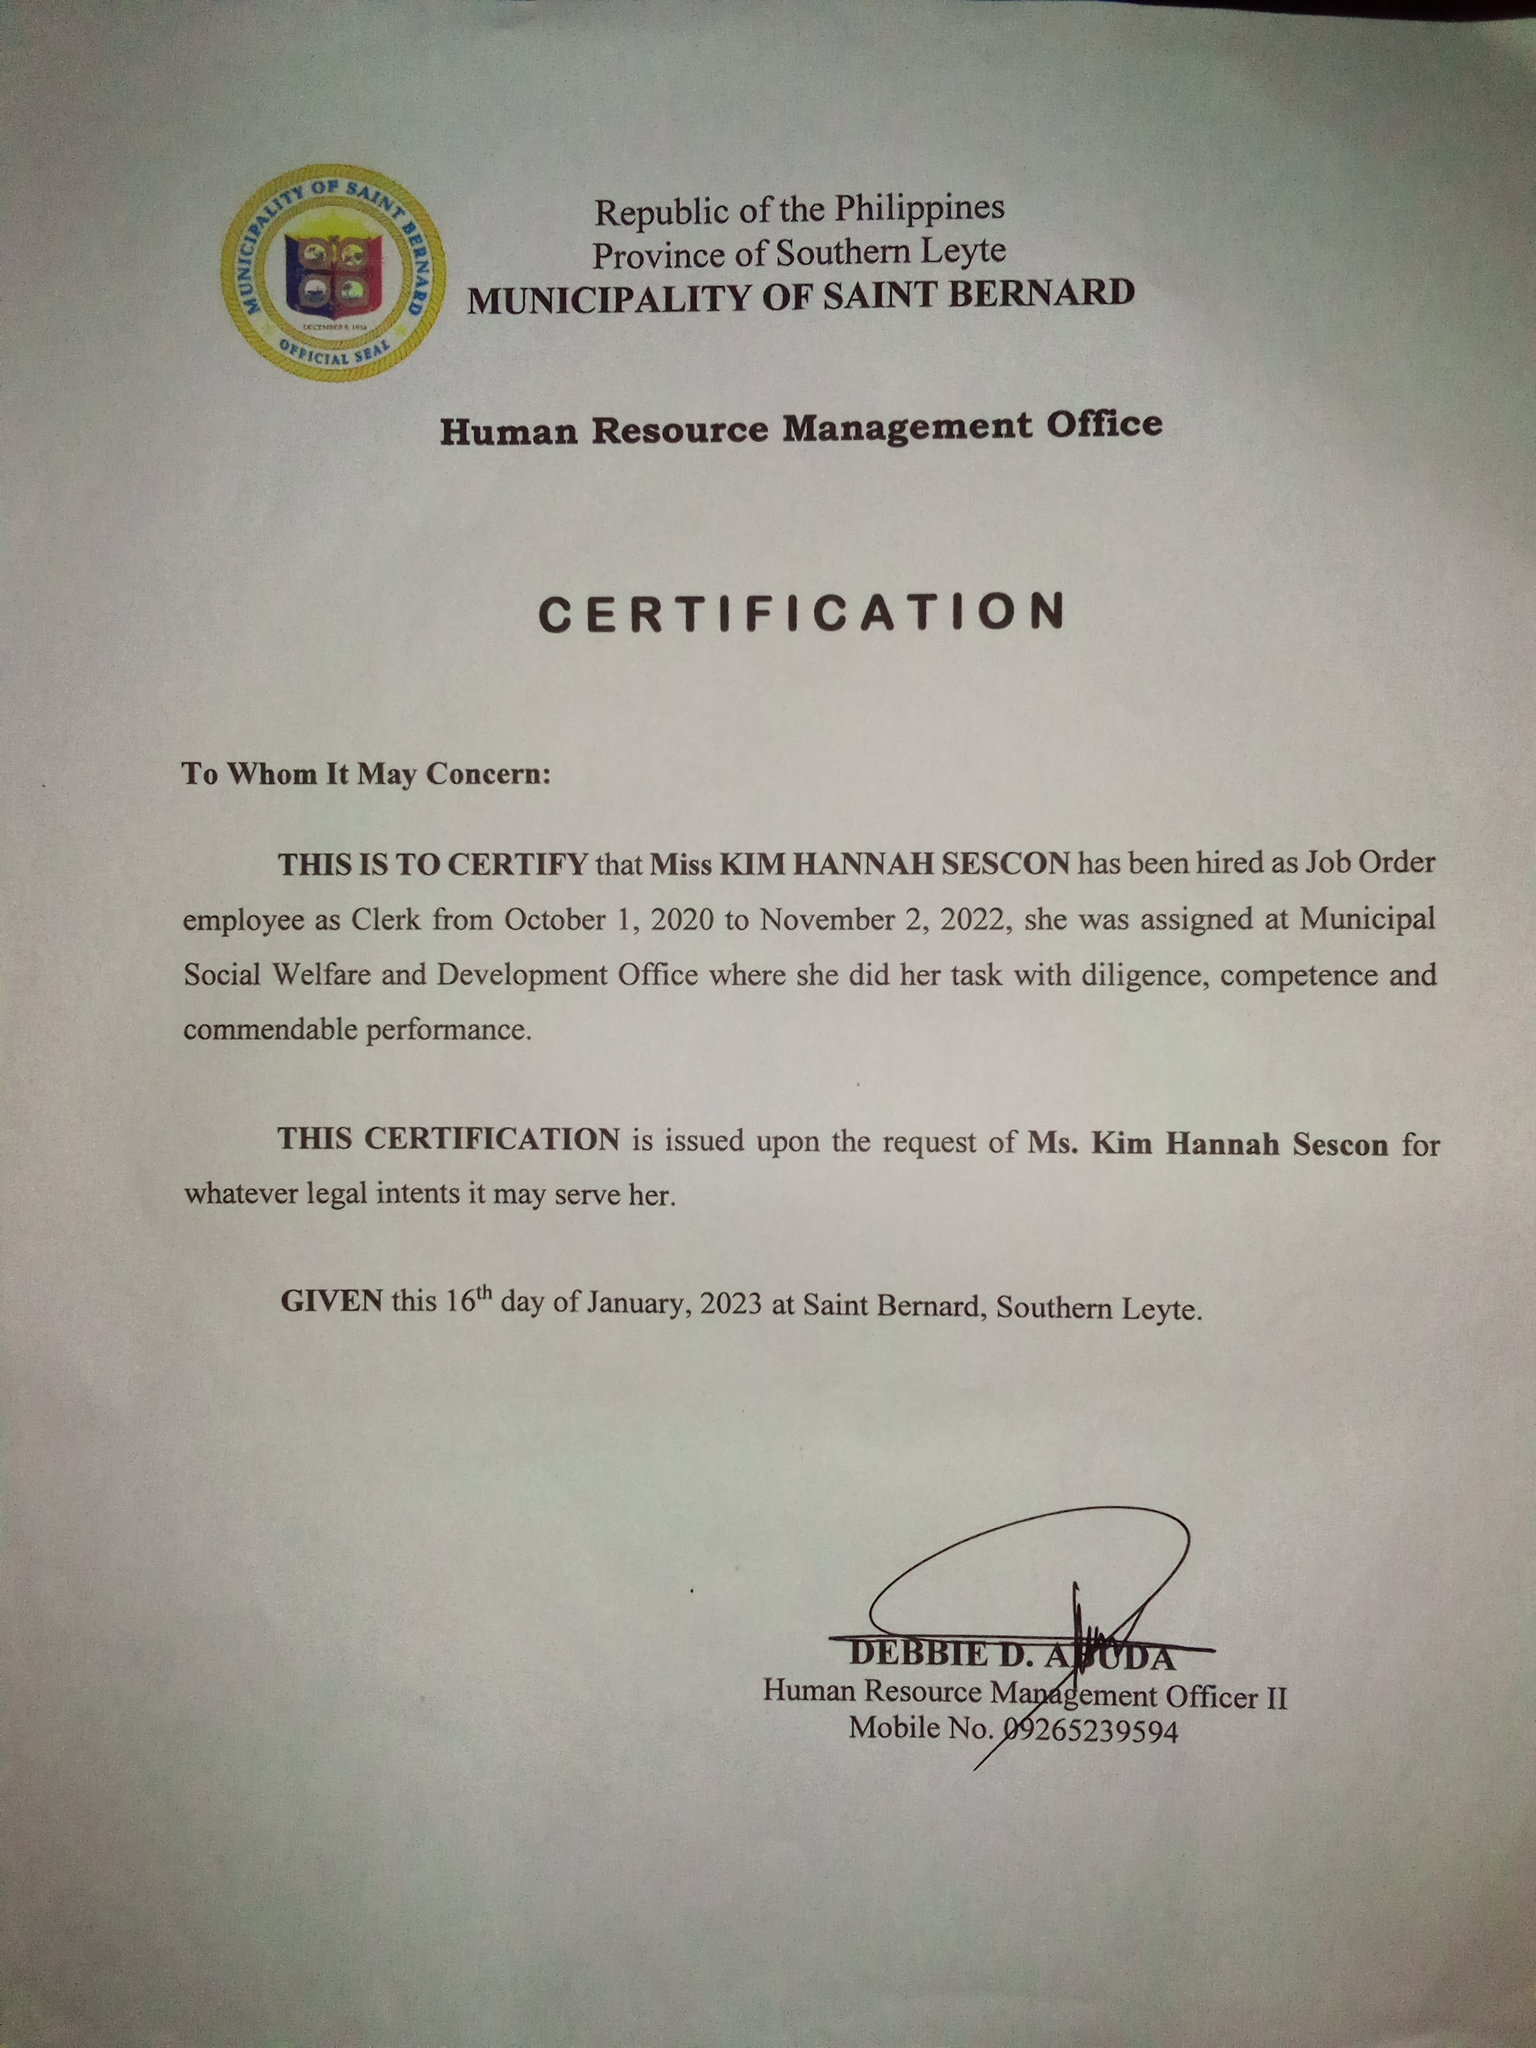 MUNICIPALITY OF SAINT BERNARD
DECEMBER 9, 1954
OFFICIAL SEAL
Republic of the Philippines
Province of Southern Leyte
MUNICIPALITY OF SAINT BERNARD
Human Resource Management Office
CERTIFICATION
To Whom It May Concern:
THIS IS TO CERTIFY that Miss KIM HANNAH SESCON has been hired as Job Order
employee as Clerk from October 1, 2020 to November 2, 2022, she was assigned at Municipal
Social Welfare and Development Office where she did her task with diligence, competence and
commendable performance.
THIS CERTIFICATION is issued upon the request of Ms. Kim Hannah Sescon for
whatever legal intents it may serve her.
GIVEN this 16th day of January, 2023 at Saint Bernard, Southern Leyte.
DEBBIE D. ABUDA
Human Resource Management Officer II
Mobile No. 09265239594